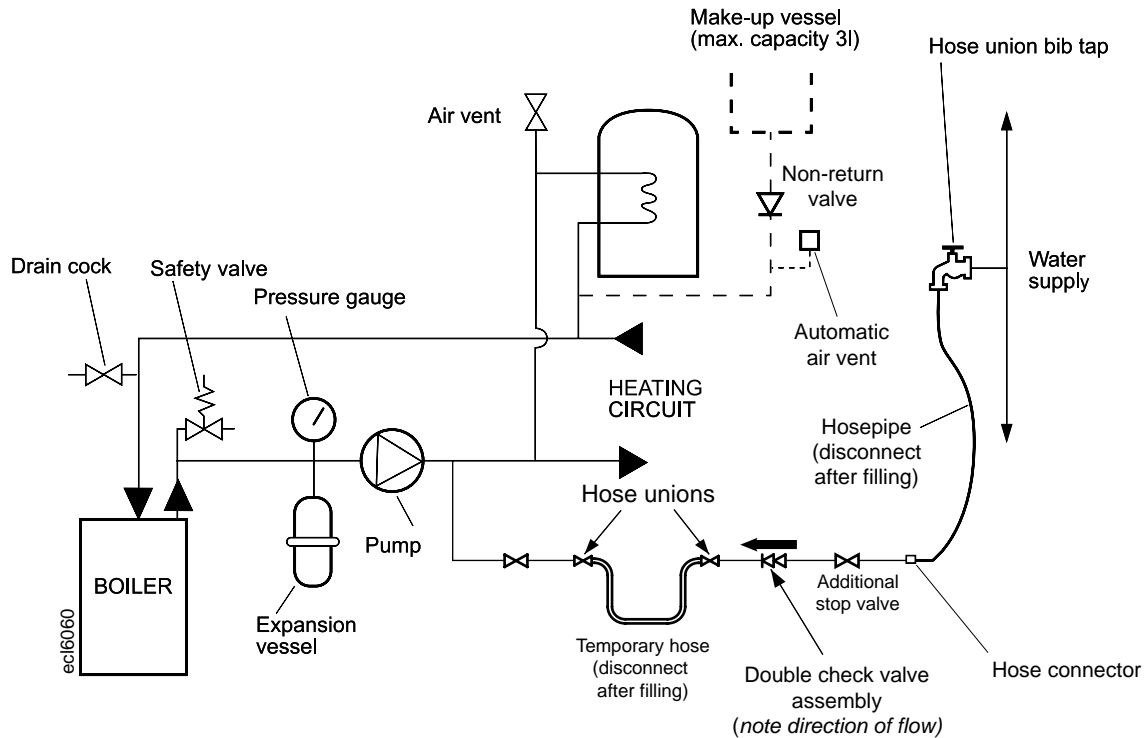 Make-up vessel
(max. capacity 3l)
Hose union bib tap
Air vent
Non-return
valve
Drain cock
Safety valve
Pressure gauge
Water
supply
Automatic
air vent
HEATING
CIRCUIT
Hosepipe
(disconnect
after filling)
Hose unions
Pump
BOILER
Additional
stop valve
ecl6060
Expansion
vessel
Temporary hose
(disconnect
after filling)
Double check valve
assembly
(note direction of flow)
Hose connector